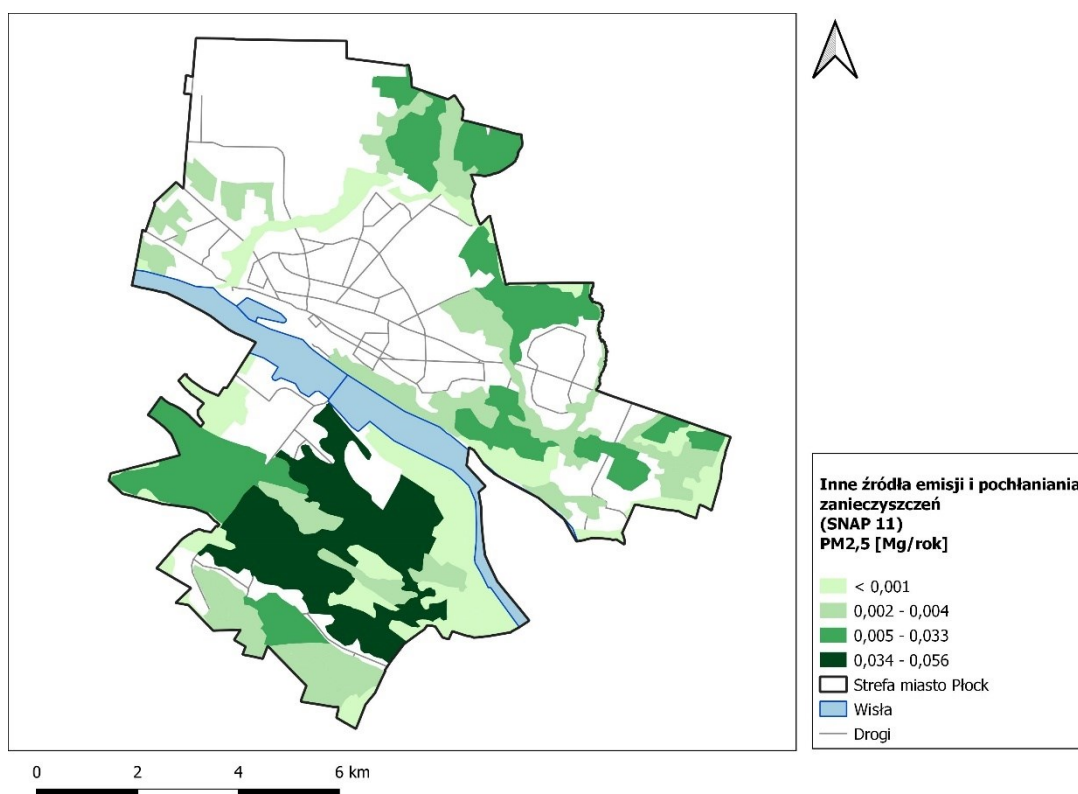 Inne źródła emisji i pochłaniania
zanieczyszczeń
(SNAP 11)
PM2,5 [Mg/rok]
< 0,001
0,002 - 0,004
0,005 - 0,033
0,034 - 0,056
Strefa miasto Płock
Wisła
Drogi
0 2 4 6 km